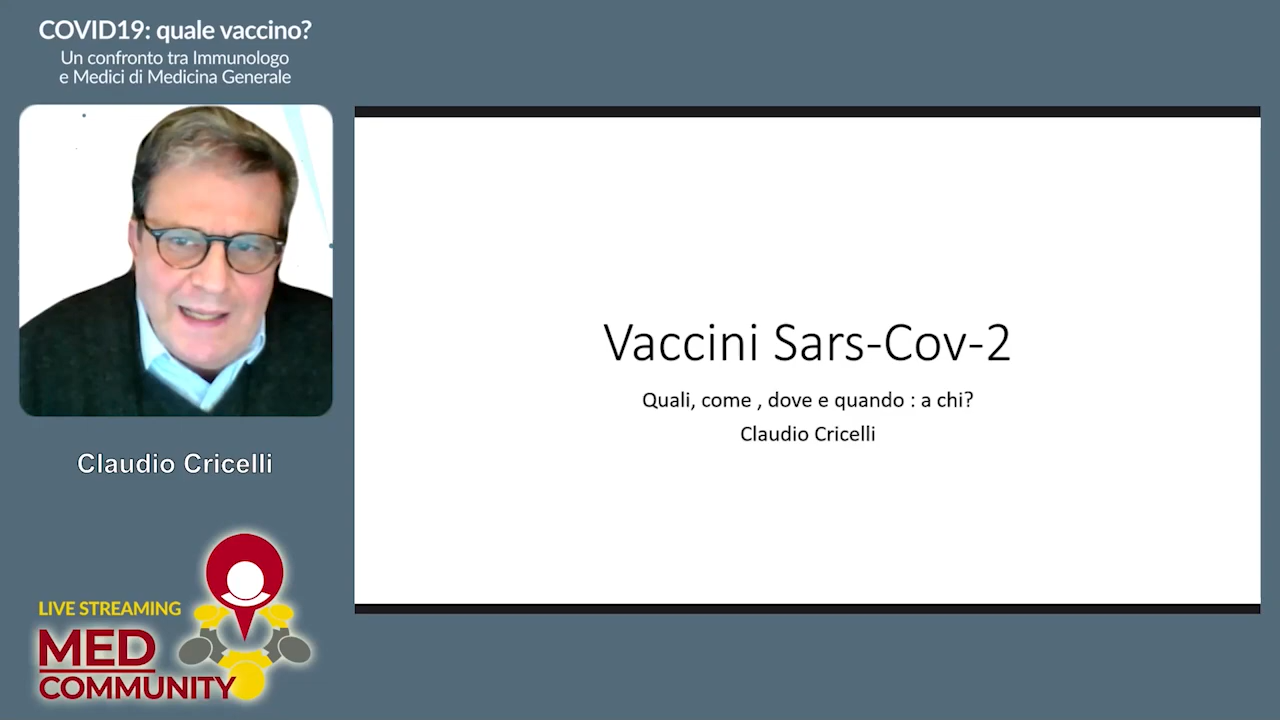 COVID19: quale vaccino?
Un confronto tra Immunologo
e Medici di Medicina Generale
Vaccini Sars-Cov-2
Quali, come , dove e quando : a chi?
Claudio Cricelli
Claudio Cricelli
LIVE STREAMING
MED
COMMUNITY